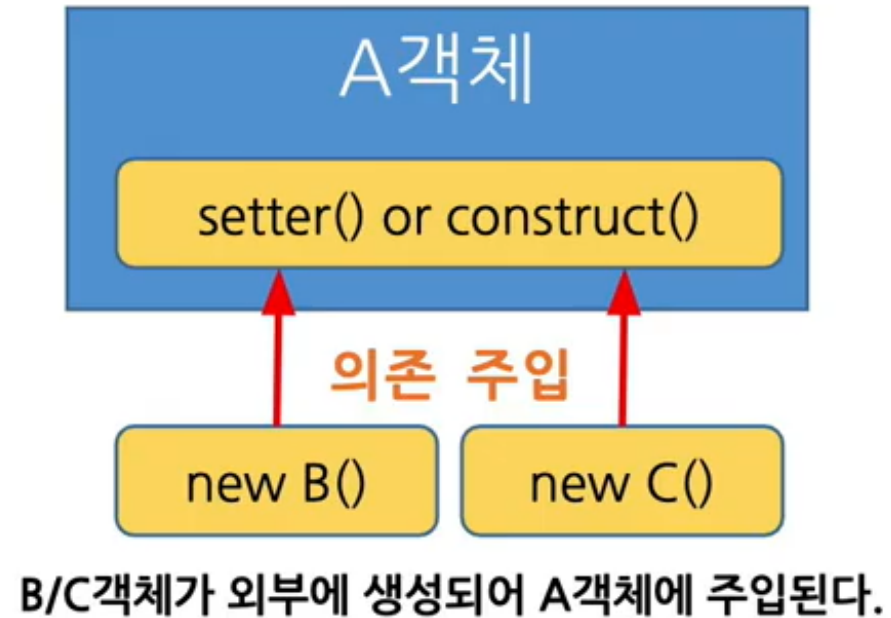 A객체
setter() or construct()
의존 주입
new B()
new C()
B/C객체가 외부에 생성되어 A객체에 주입된다.